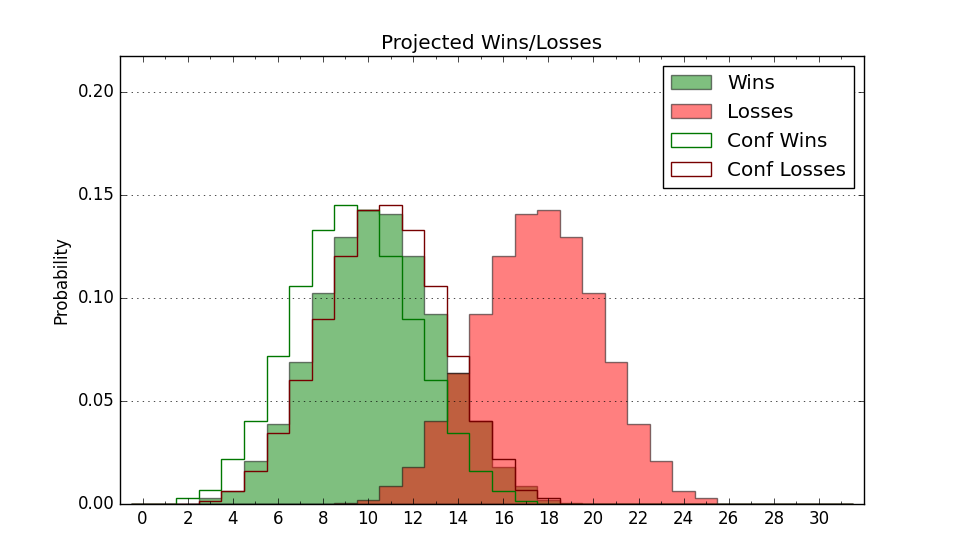 Projected Wins/Losses
Wins
Losses
Conf Wins
Conf Losses
Probability
0.20
0.15
0.10
0.05
0.00
0 2 4 6 8 10 12 14 16 18 20 22 24 26 28 30